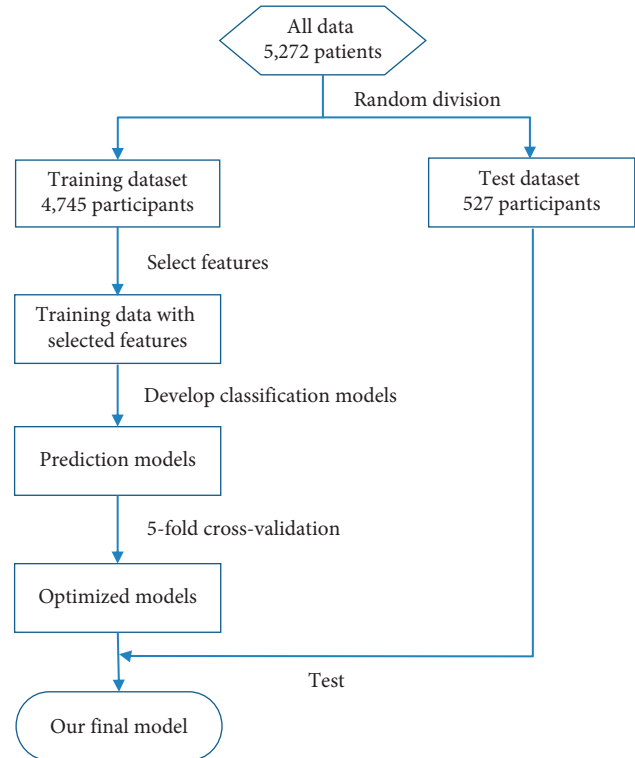 All data
5,272 patients
Random division
Training dataset
4,745 participants
Test dataset
527 participants
Select features
Training data with
selected features
Develop classification models
Prediction models
5-fold cross-validation
Optimized models
Test
Our final model